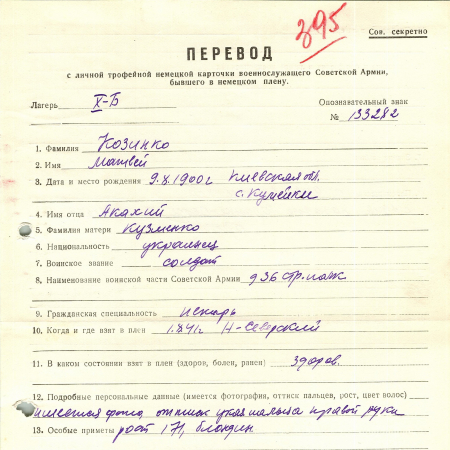 395
Сов. секретно
ПЕРЕВОД
с личной трофейной немецкой карточки военнослужащего Советской Армии,
бывшего в немецком плену.
Лагерь X-Б
Опознавательный знак
№ 133282
1. Фамилия Козинко
2. Имя Матвей
3. Дата и место рождения 9.X.1900г Киевская обл.
с. Кумейки
4. Имя отца Акакий
5. Фамилия матери Кузменко
6. Национальность украинец
7. Воинское звание солдат
8. Наименование воинской части Советской Армии 936 стр. полк
9. Гражданская специальность пекарь
10. Когда и где взят в плен 1.X.41г. Н-Северский
11. В каком состоянии взят в плен (здоров, болен, ранен) здоров.
12. Подробные персональные данные (имеется фотография, оттиск пальцев, рост, цвет волос)
имеется фото, оттиск указ пальца правой руки
13. Особые приметы рост 171, блондин